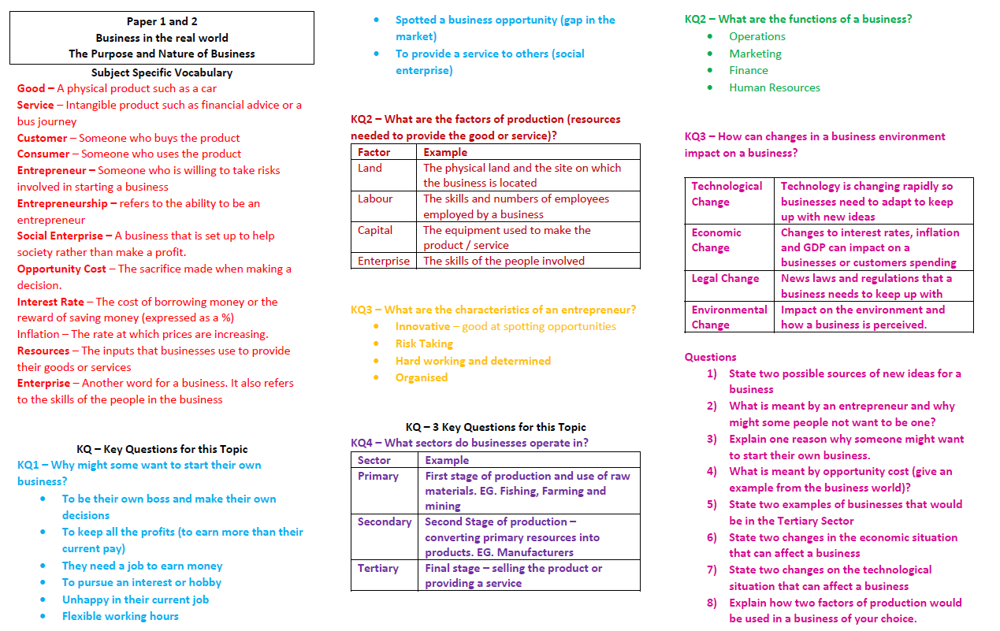 Paper 1 and 2
Business in the real world
The Purpose and Nature of Business
Subject Specific Vocabulary
Good – A physical product such as a car
Service – Intangible product such as financial advice or a
bus journey
Customer – Someone who buys the product
Consumer – Someone who uses the product
Entrepreneur – Someone who is willing to take risks
involved in starting a business
Entrepreneurship – refers to the ability to be an
entrepreneur
Social Enterprise – A business that is set up to help
society rather than make a profit.
Opportunity Cost – The sacrifice made when making a
decision.
Interest Rate – The cost of borrowing money or the
reward of saving money (expressed as a %)
Inflation – The rate at which prices are increasing.
Resources – The inputs that businesses use to provide
their goods or services
Enterprise – Another word for a business. It also refers
to the skills of the people in the business
KQ – Key Questions for this Topic
KQ1 – Why might some want to start their own
business?
• To be their own boss and make their own
decisions
• To keep all the profits (to earn more than their
current pay)
• They need a job to earn money
• To pursue an interest or hobby
• Unhappy in their current job
• Flexible working hours
• Spotted a business opportunity (gap in the
market)
• To provide a service to others (social
enterprise)
KQ2 – What are the factors of production (resources
needed to provide the good or service)?
Factor Example
Land The physical land and the site on which
the business is located
Labour The skills and numbers of employees
employed by a business
Capital The equipment used to make the
product / service
Enterprise The skills of the people involved
KQ3 – What are the characteristics of an entrepreneur?
• Innovative – good at spotting opportunities
• Risk Taking
• Hard working and determined
• Organised
KQ – 3 Key Questions for this Topic
KQ4 – What sectors do businesses operate in?
Sector Example
Primary First stage of production and use of raw
materials. EG. Fishing, Farming and
mining
Secondary Second Stage of production –
converting primary resources into
products. EG. Manufacturers
Tertiary Final stage – selling the product or
providing a service
KQ2 – What are the functions of a business?
• Operations
• Marketing
• Finance
• Human Resources
KQ3 – How can changes in a business environment
impact on a business?
Technological Technology is changing rapidly so
Change businesses need to adapt to keep
up with new ideas
Economic Changes to interest rates, inflation
Change and GDP can impact on a
businesses or customers spending
Legal Change News laws and regulations that a
business needs to keep up with
Environmental Impact on the environment and
Change how a business is perceived.
Questions
1) State two possible sources of new ideas for a
business
2) What is meant by an entrepreneur and why
might some people not want to be one?
3) Explain one reason why someone might want
to start their own business.
4) What is meant by opportunity cost (give an
example from the business world)?
5) State two examples of businesses that would
be in the Tertiary Sector
6) State two changes in the economic situation
that can affect a business
7) State two changes on the technological
situation that can affect a business
8) Explain how two factors of production would
be used in a business of your choice.